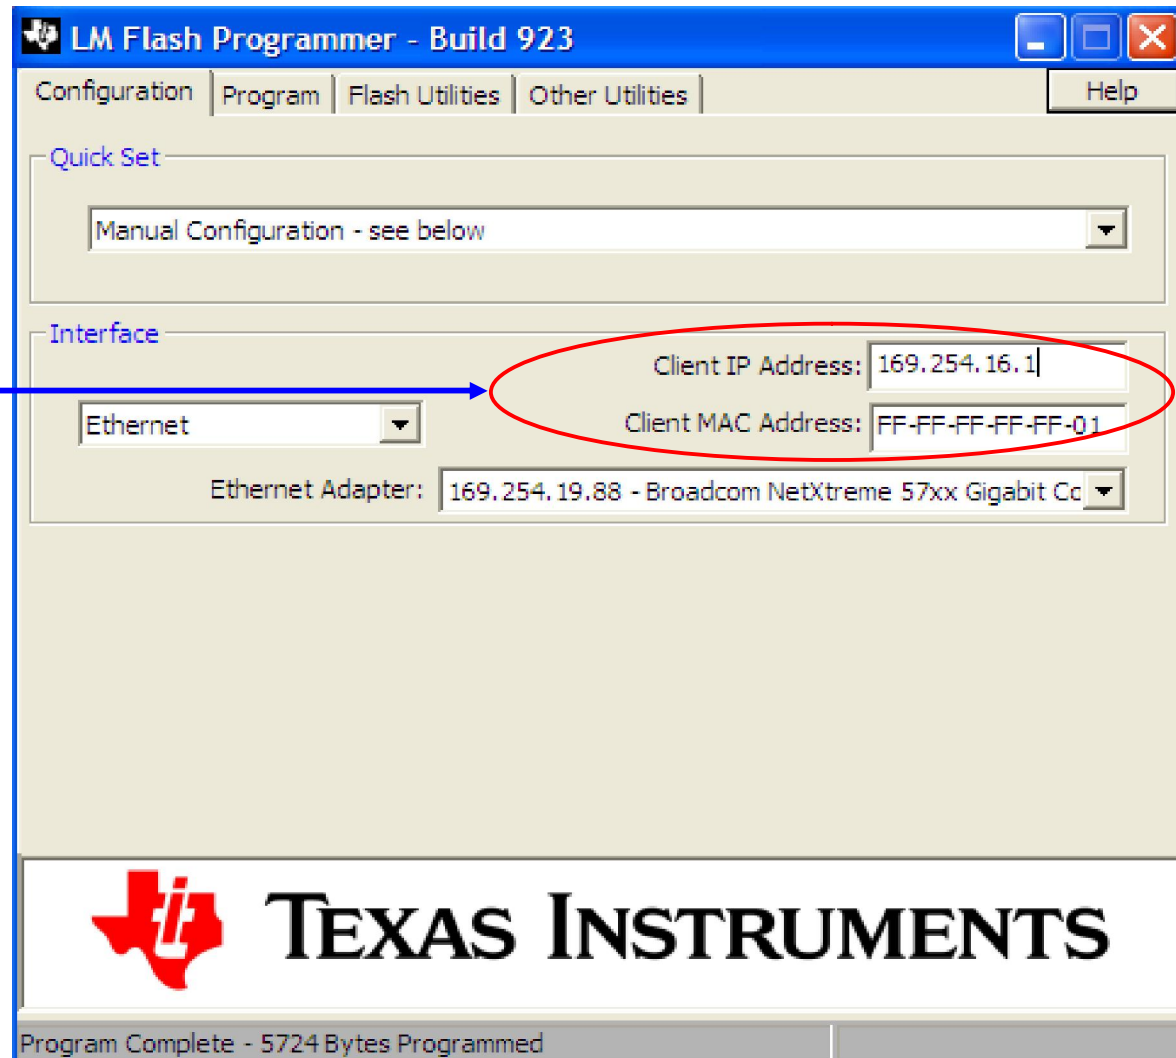 LM Flash Programmer - Build 923
Configuration Program Flash Utilities Other Utilities Help
Quick Set
Manual Configuration - see below
Interface
Client IP Address: 169.254.16.1
Ethernet Client MAC Address: FF-FF-FF-FF-FF-01
Ethernet Adapter: 169.254.19.88 - Broadcom NetXtreme 57xx Gigabit Cc
TEXAS INSTRUMENTS
Program Complete - 5724 Bytes Programmed